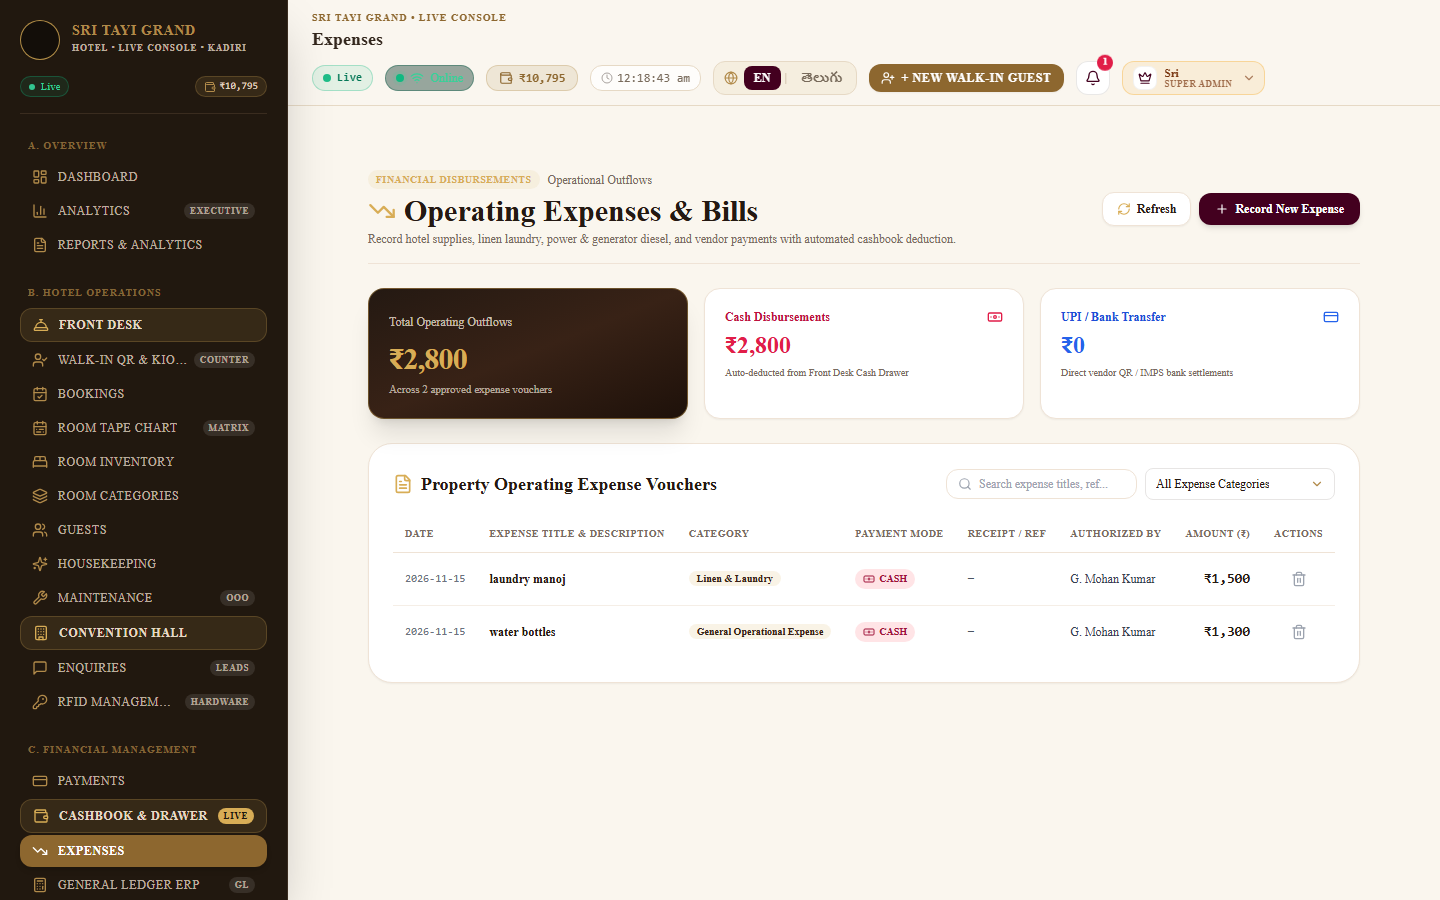 SRI TAYI GRAND
HOTEL • LIVE CONSOLE • KADIRI
Live
₹10,795
A. OVERVIEW
DASHBOARD
ANALYTICS
EXECUTIVE
REPORTS & ANALYTICS
B. HOTEL OPERATIONS
FRONT DESK
WALK-IN QR & KIO...
COUNTER
BOOKINGS
ROOM TAPE CHART
MATRIX
ROOM INVENTORY
ROOM CATEGORIES
GUESTS
HOUSEKEEPING
MAINTENANCE
OOO
CONVENTION HALL
ENQUIRIES
LEADS
RFID MANAGEM...
HARDWARE
C. FINANCIAL MANAGEMENT
PAYMENTS
CASHBOOK & DRAWER
LIVE
EXPENSES
GENERAL LEDGER ERP
GL
SRI TAYI GRAND • LIVE CONSOLE
Expenses
Live
₹10,795
12:18:43 am
EN
తెలుగు
+ NEW WALK-IN GUEST
1
Sri
SUPER ADMIN
FINANCIAL DISBURSEMENTS
Operational Outflows
Operating Expenses & Bills
Record hotel supplies, linen laundry, power & generator diesel, and vendor payments with automated cashbook deduction.
Refresh
Record New Expense
Total Operating Outflows
₹2,800
Across 2 approved expense vouchers
Cash Disbursements
₹2,800
Auto-deducted from Front Desk Cash Drawer
UPI / Bank Transfer
₹0
Direct vendor QR / IMPS bank settlements
Property Operating Expense Vouchers
Search expense titles, ref...
All Expense Categories
DATE EXPENSE TITLE & DESCRIPTION CATEGORY PAYMENT MODE RECEIPT / REF AUTHORIZED BY AMOUNT (₹) ACTIONS
2026-11-15 laundry manoj Linen & Laundry CASH – G. Mohan Kumar ₹1,500
2026-11-15 water bottles General Operational Expense CASH – G. Mohan Kumar ₹1,300